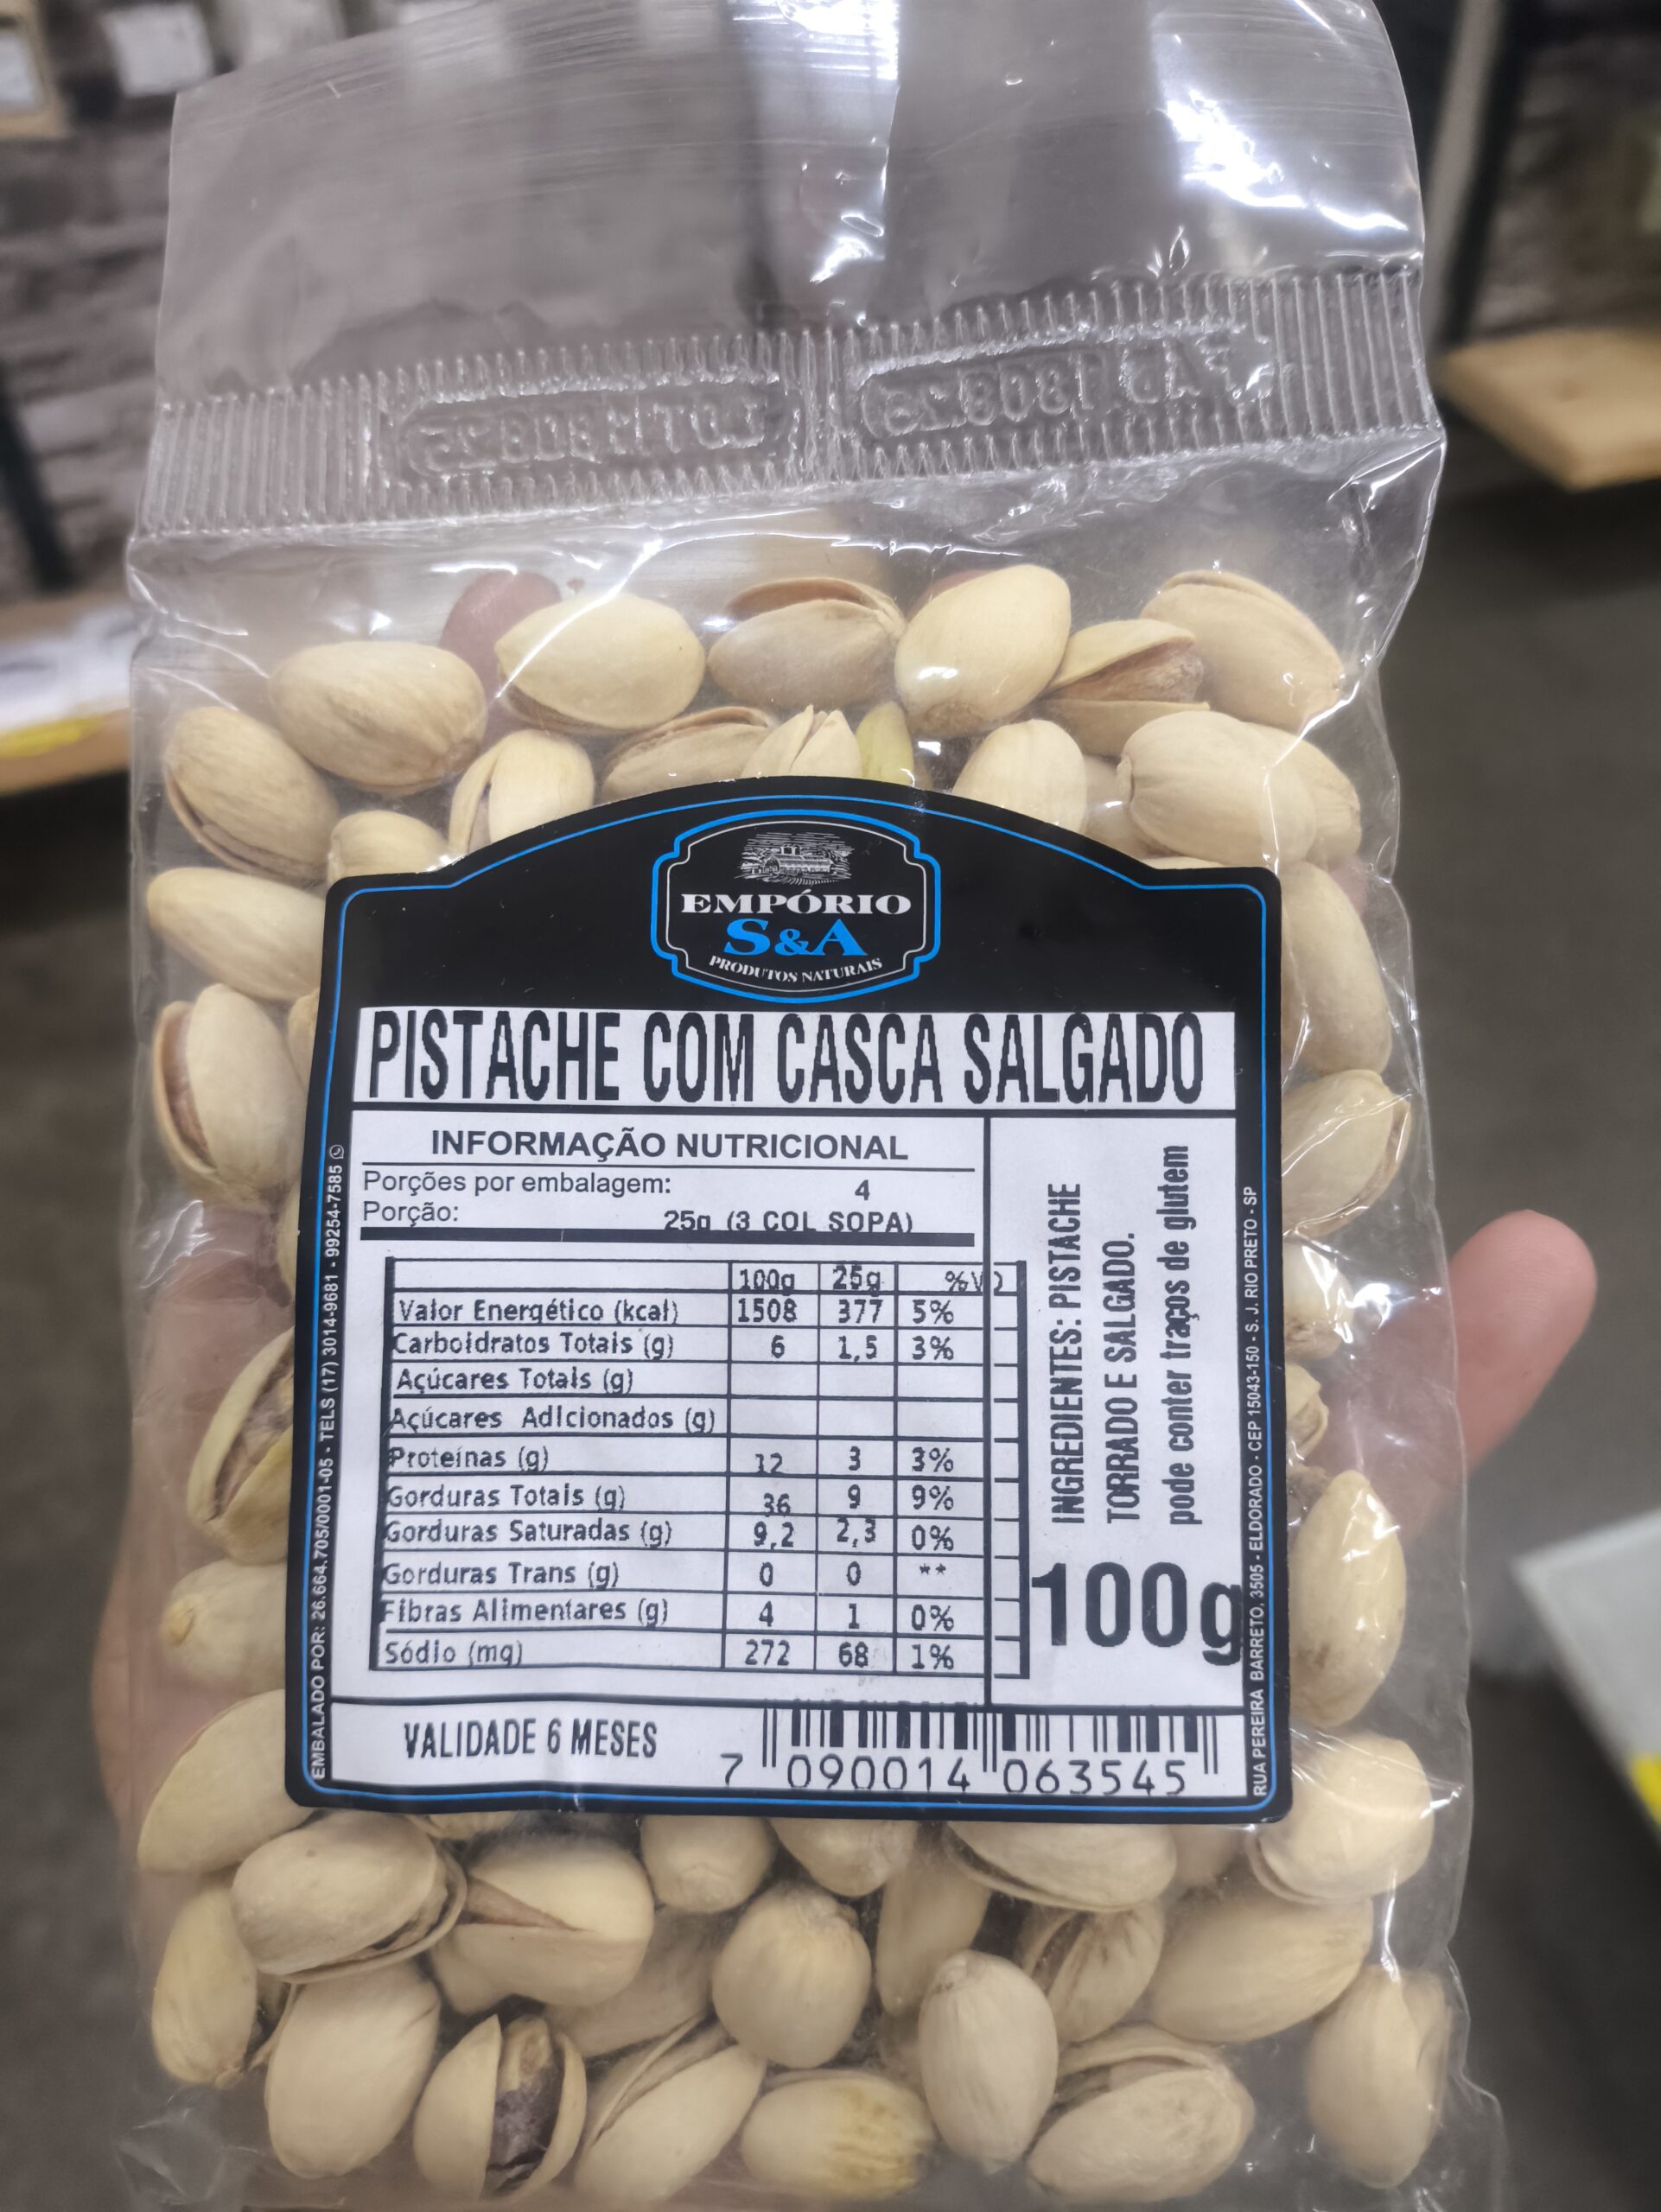 EMPÓRIO
S&A
PRODUTOS NATURAIS
PISTACHE COM CASCA SALGADO
INFORMAÇÃO NUTRICIONAL
Porções por embalagem: 4
Porção: 25g (3 COL SOPA)
100g 25g %VD
Valor Energético (kcal) 1508 377 5%
Carboidratos Totais (g) 6 1,5 3%
Açúcares Totais (g)
Açúcares Adicionados (g)
Proteínas (g) 12 3 3%
Gorduras Totais (g) 36 9 9%
Gorduras Saturadas (g) 9,2 2,3 0%
Gorduras Trans (g) 0 0 **
Fibras Alimentares (g) 4 1 0%
Sódio (mg) 272 68 1%
INGREDIENTES: PISTACHE
TORRADO E SALGADO.
pode conter traços de glutem
100g
VALIDADE 6 MESES
7 090014 063545
EMBALADO POR: 26.664.705/0001-05 - TELS (17) 3014-9681 - 99254-7585
RUA PEREIRA BARRETO, 3505 - ELDORADO - CEP 15043-150 - S. J. RIO PRETO - SP